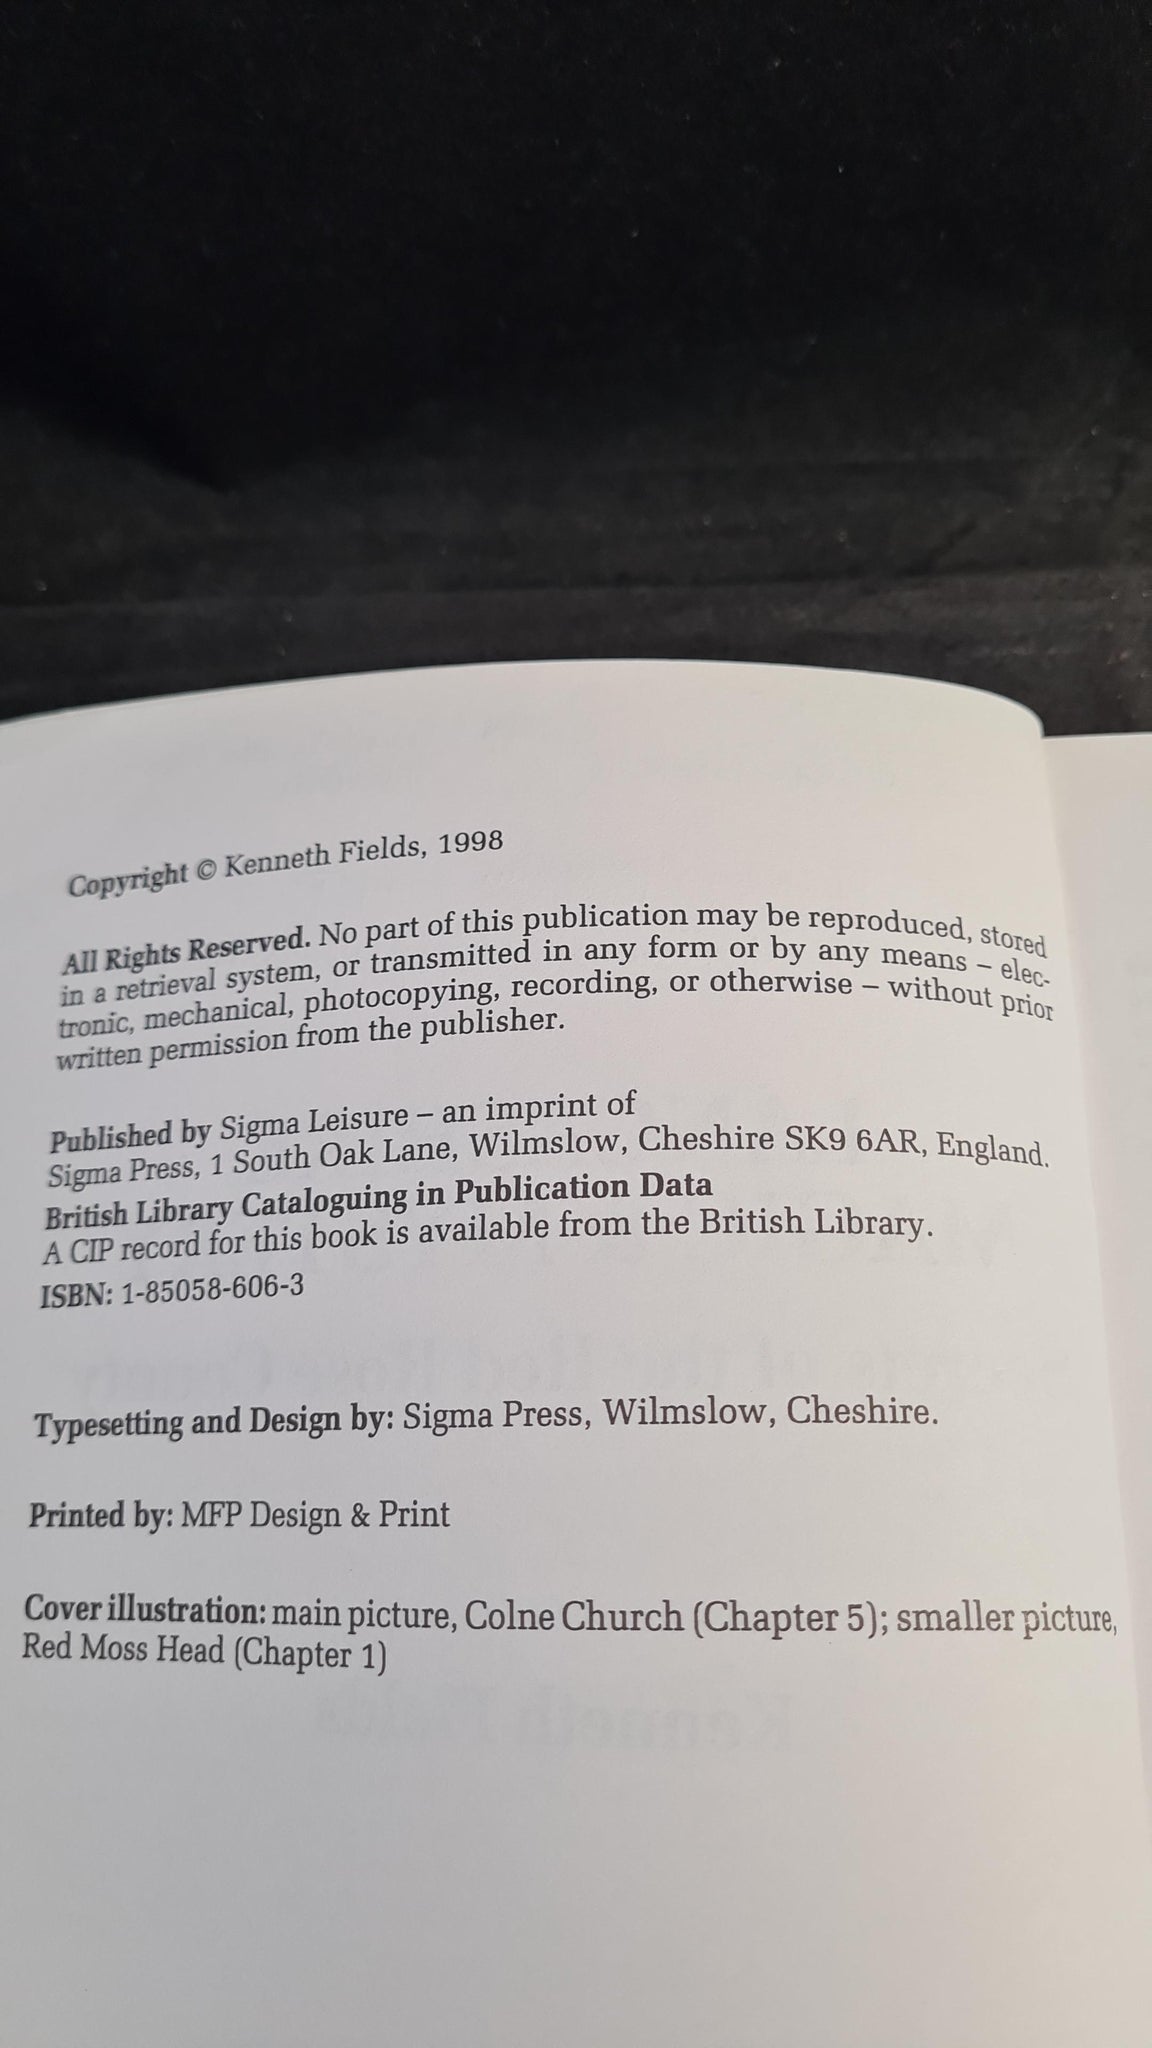 Copyright © Kenneth Fields, 1998
All Rights Reserved. No part of this publication may be reproduced, stored
in a retrieval system, or transmitted in any form or by any means – elec-
tronic, mechanical, photocopying, recording, or otherwise – without prior
written permission from the publisher.
Published by Sigma Leisure – an imprint of
Sigma Press, 1 South Oak Lane, Wilmslow, Cheshire SK9 6AR, England.
British Library Cataloguing in Publication Data
A CIP record for this book is available from the British Library.
ISBN: 1-85058-606-3
Typesetting and Design by: Sigma Press, Wilmslow, Cheshire.
Printed by: MFP Design & Print
Cover illustration: main picture, Colne Church (Chapter 5); smaller picture,
Red Moss Head (Chapter 1)